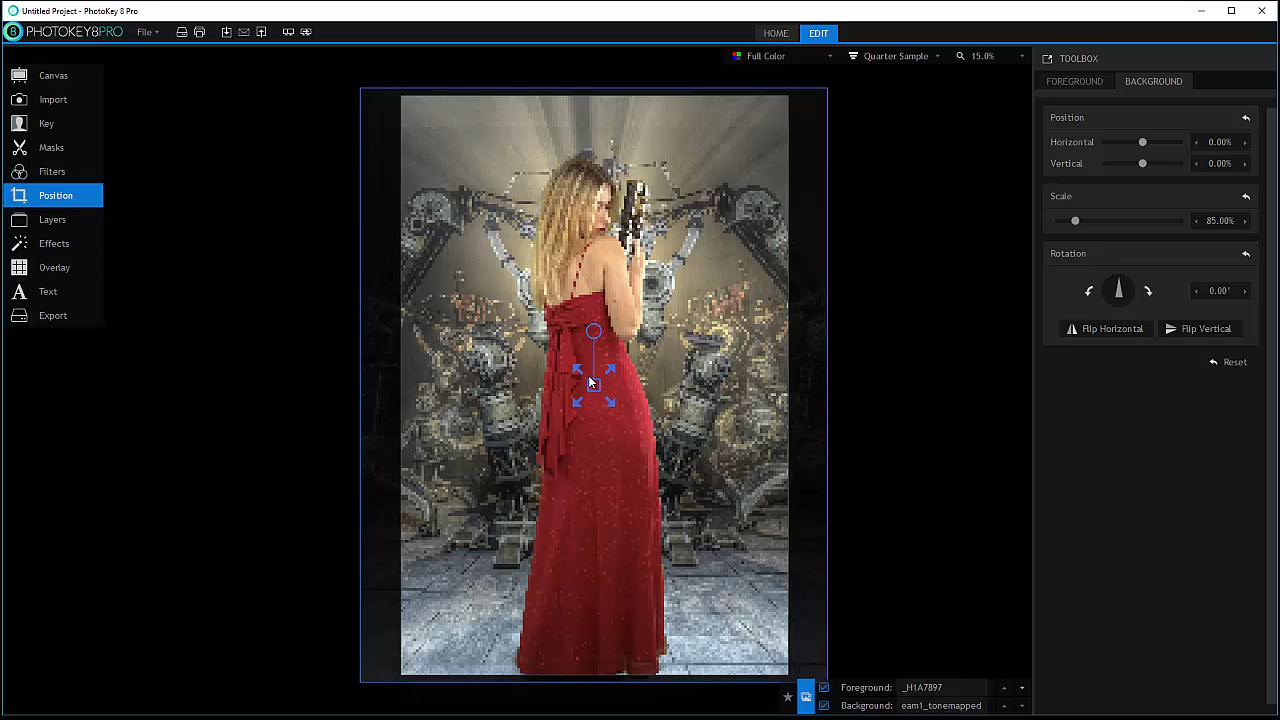 Untitled Project - PhotoKey 8 Pro
8 PHOTOKEY8PRO File HOME EDIT
Full Color Quarter Sample 15.0%
TOOLBOX
Canvas
Import
Key
Masks
Filters
Position
Layers
Effects
Overlay
Text
Export
FOREGROUND BACKGROUND
Position
Horizontal 0.00%
Vertical 0.00%
Scale
85.00%
Rotation
0.00°
Flip Horizontal Flip Vertical
Reset
Foreground: _H1A7897
Background: eam1_tonemapped